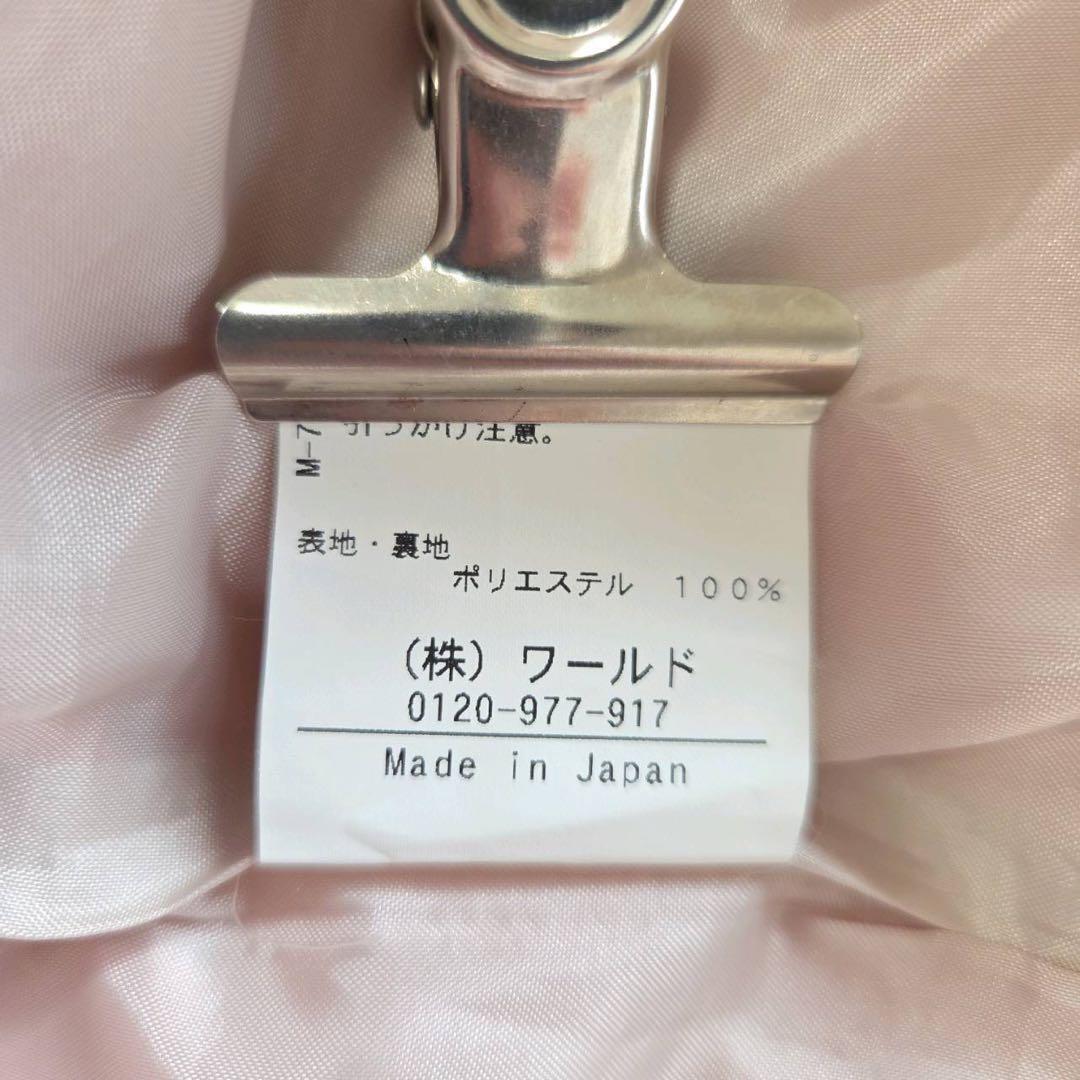 引っかけ注意。
M-7
表地・裏地
ポリエステル 100%
(株) ワールド
0120-977-917
Made in Japan